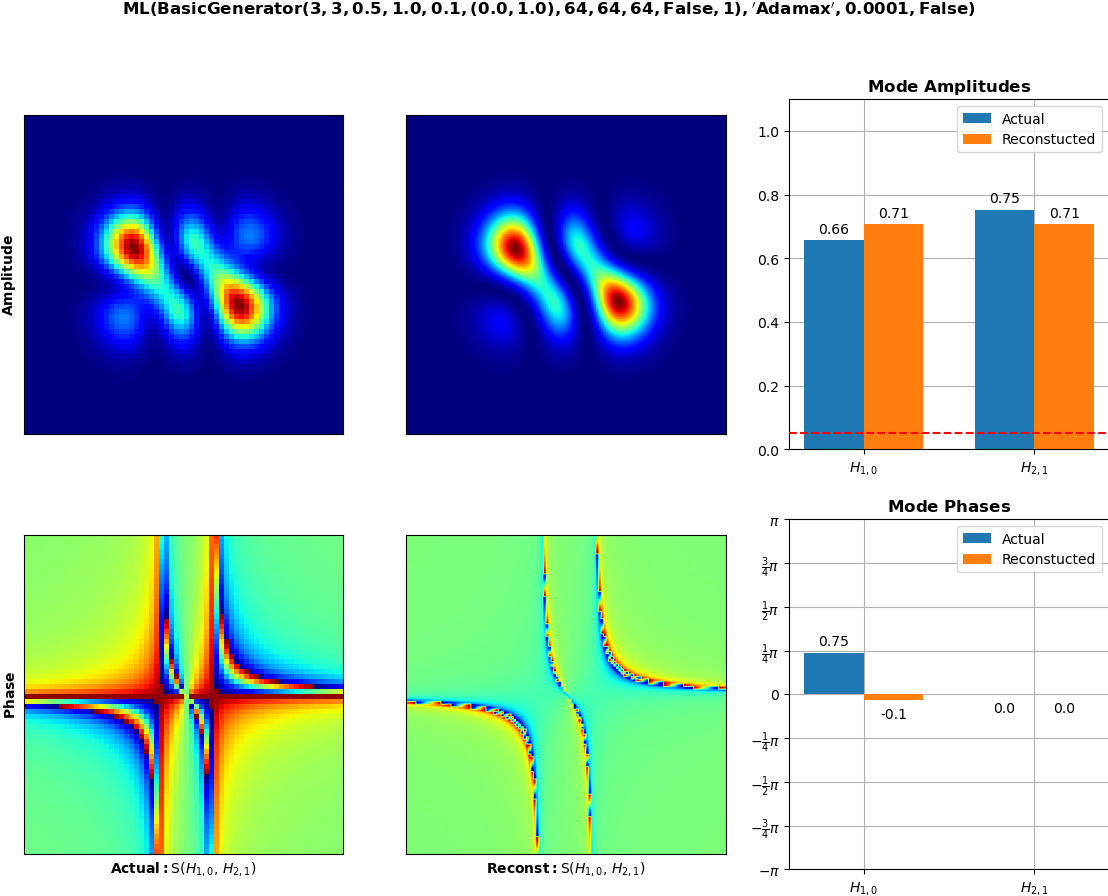 ML(BasicGenerator(3, 3, 0.5, 1.0, 0.1, (0.0, 1.0), 64, 64, 64, False, 1), ′Adamax′, 0.0001, False)
Amplitude
Mode Amplitudes
Actual
Reconstucted
1.0
0.8
0.6
0.4
0.2
0.0
0.66
0.71
0.75
0.71
H1, 0
H2, 1
Phase
Actual: S(H1, 0, H2, 1)
Reconst: S(H1, 0, H2, 1)
Mode Phases
Actual
Reconstucted
π
3/4π
1/2π
1/4π
0
−1/4π
−1/2π
−3/4π
−π
0.75
-0.1
0.0
0.0
H1, 0
H2, 1